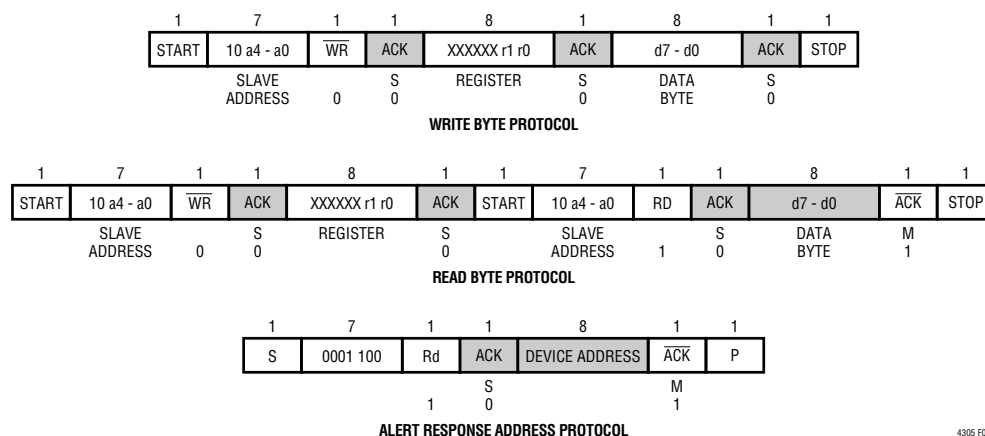 1 7 1 1 8 1 8 1 1
START 10 a4 - a0 WR ACK XXXXXX r1 r0 ACK d7 - d0 ACK STOP
SLAVE S REGISTER S DATA S
ADDRESS 0 0 0 BYTE 0
WRITE BYTE PROTOCOL
1 7 1 1 8 1 1 7 1 1 8 1 1
START 10 a4 - a0 WR ACK XXXXXX r1 r0 ACK START 10 a4 - a0 RD ACK d7 - d0 ACK STOP
SLAVE S REGISTER S SLAVE S DATA M
ADDRESS 0 0 0 ADDRESS 1 0 BYTE 1
READ BYTE PROTOCOL
1 7 1 1 8 1 1
S 0001 100 Rd ACK DEVICE ADDRESS ACK P
S M
1 0 1
ALERT RESPONSE ADDRESS PROTOCOL
4305